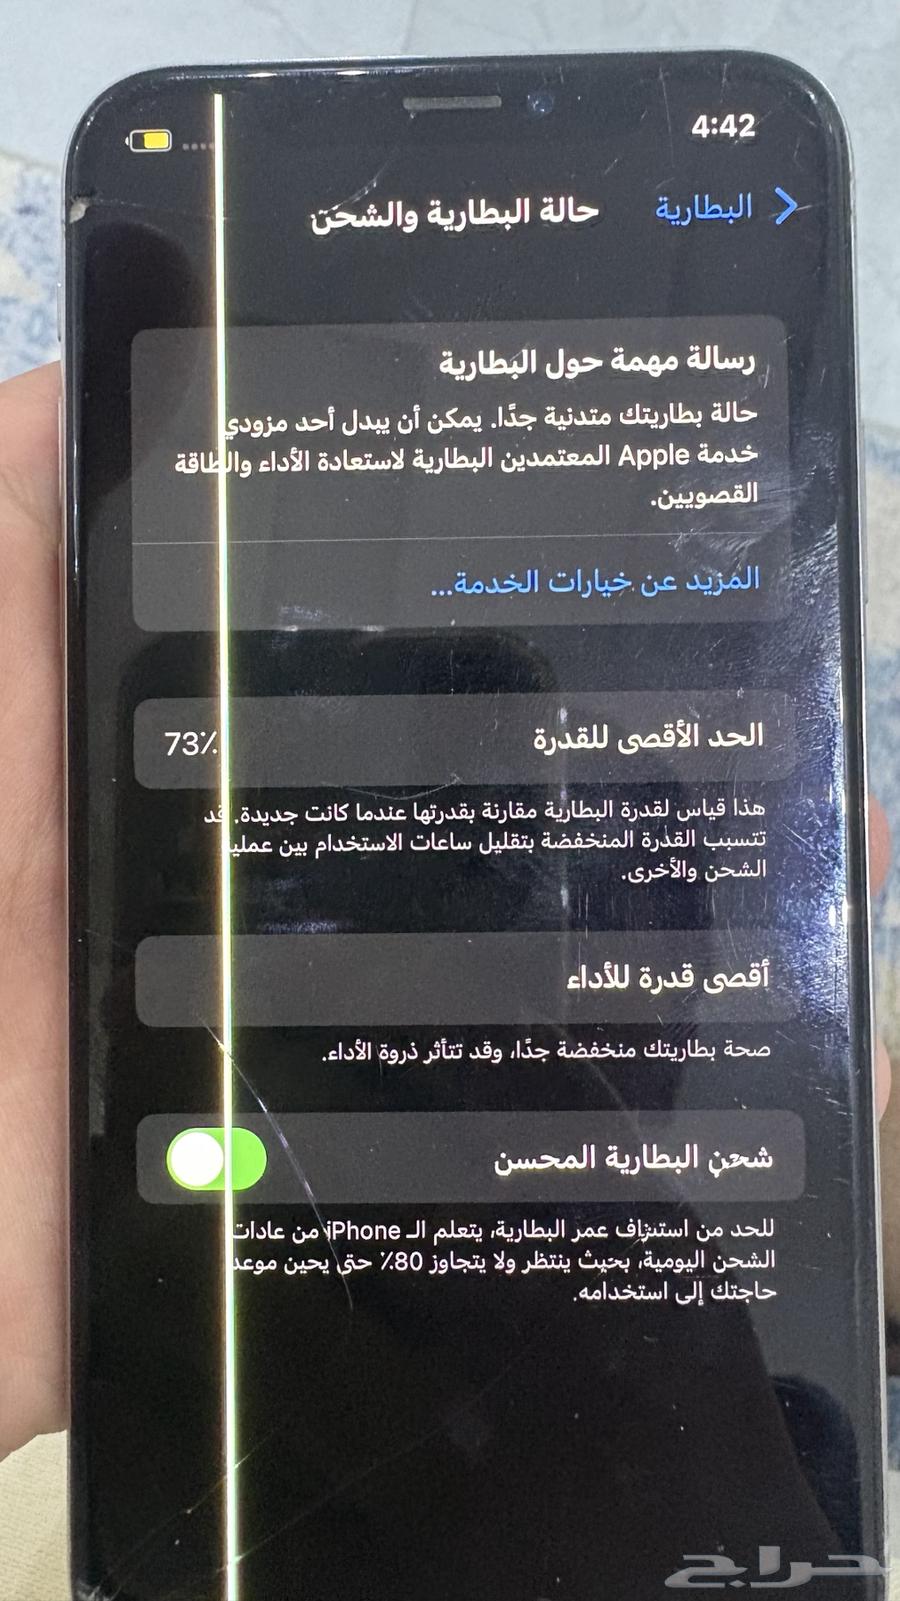 4:42
البطارية
حالة البطارية والشحن
رسالة مهمة حول البطارية
حالة بطاريتك متدنية جدًا. يمكن أن يبدل أحد مزودي
خدمة Apple المعتمدين البطارية لاستعادة الأداء والطاقة
القصويين.
المزيد عن خيارات الخدمة...
الحد الأقصى للقدرة
73٪
هذا قياس لقدرة البطارية مقارنة بقدرتها عندما كانت جديدة. قد
تتسبب القدرة المنخفضة بتقليل ساعات الاستخدام بين عمليا
الشحن والأخرى.
أقصى قدرة للأداء
صحة بطاريتك منخفضة جدًا، وقد تتأثر ذروة الأداء.
شحن البطارية المحسن
للحد من استنزاف عمر البطارية، يتعلم الـ iPhone من عادات
الشحن اليومية، بحيث ينتظر ولا يتجاوز 80٪ حتى يحين موعد
حاجتك إلى استخدامه.
حراج